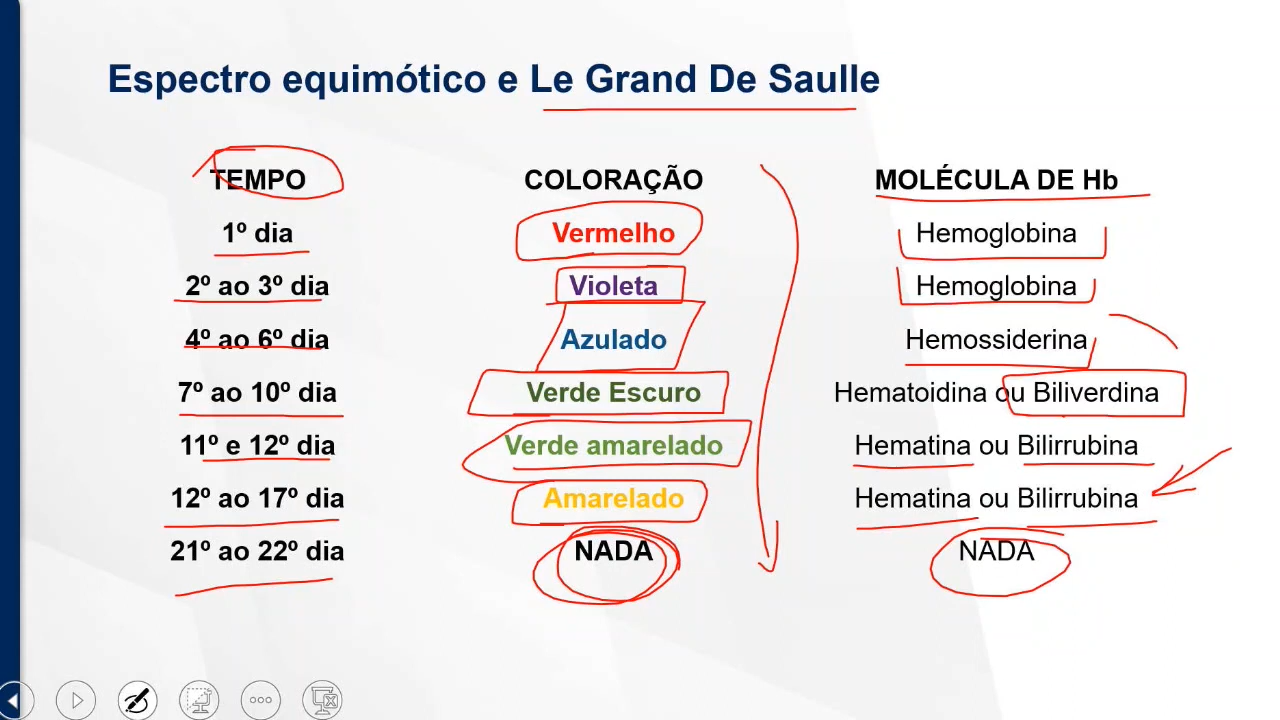 Espectro equimótico e Le Grand De Saulle
TEMPO COLORAÇÃO MOLÉCULA DE Hb
1º dia Vermelho Hemoglobina
2º ao 3º dia Violeta Hemoglobina
4º ao 6º dia Azulado Hemossiderina
7º ao 10º dia Verde Escuro Hematoidina ou Biliverdina
11º e 12º dia Verde amarelado Hematina ou Bilirrubina
12º ao 17º dia Amarelado Hematina ou Bilirrubina
21º ao 22º dia NADA NADA